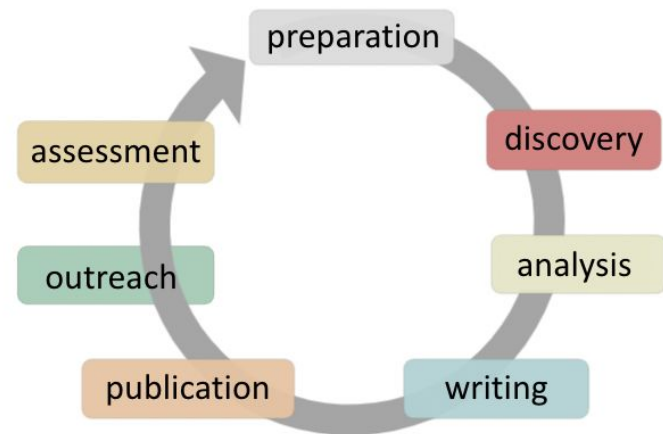 preparation
discovery
analysis
writing
publication
outreach
assessment